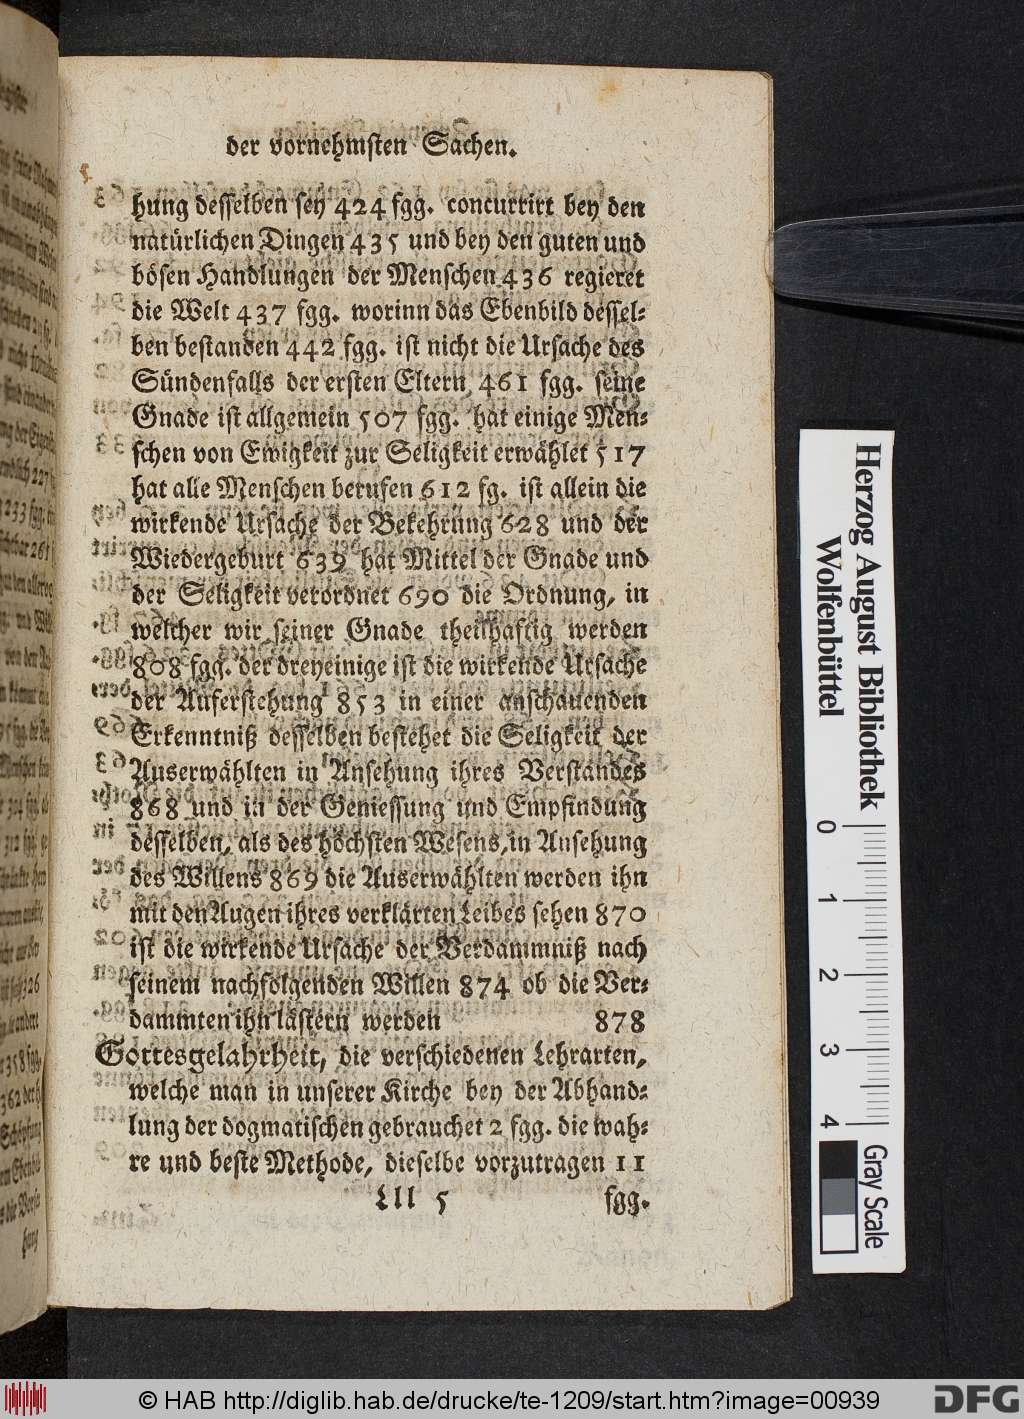 der vornehmsten Sachen.
hung desselben sey 424 fgg. concurrirt bey den
natürlichen Dingen 435 und bey den guten und
bösen Handlungen der Menschen 436 regieret
die Welt 437 fgg. worinn das Ebenbild dessel-
ben bestanden 442 fgg. ist nicht die Ursache des
Sündenfalls der ersten Eltern 461 fgg. seine
Gnade ist allgemein 507 fgg. hat einige Men-
schen von Ewigkeit zur Seligkeit erwählet 517
hat alle Menschen berufen 612 fg. ist allein die
wirkende Ursache der Bekehrung 628 und der
Wiedergeburt 639 hat Mittel der Gnade und
der Seligkeit verordnet 690 die Ordnung, in
welcher wir seiner Gnade theilhaftig werden
808 fgg. der dreyeinige ist die wirkende Ursache
der Auferstehung 853 in einer anschauenden
Erkenntniß desselben bestehet die Seligkeit der
Auserwählten in Ansehung ihres Verstandes
868 und in der Geniessung und Empfindung
desselben, als des höchsten Wesens, in Ansehung
des Willens 869 die Auserwählten werden ihn
mit den Augen ihres verklärten Leibes sehen 870
ist die wirkende Ursache der Verdammniß nach
seinem nachfolgenden Willen 874 ob die Ver-
dammten ihn lästern werden 878
Gottesgelahrheit, die verschiedenen Lehrarten,
welche man in unserer Kirche bey der Abhand-
lung der dogmatischen gebrauchet 2 fgg. die wah-
re und beste Methode, dieselbe vorzutragen 11
Lll 5 fgg.
Herzog August Bibliothek
Wolfenbüttel
0 1 2 3 4
Gray Scale
© HAB http://diglib.hab.de/drucke/te-1209/start.htm?image=00939
DFG